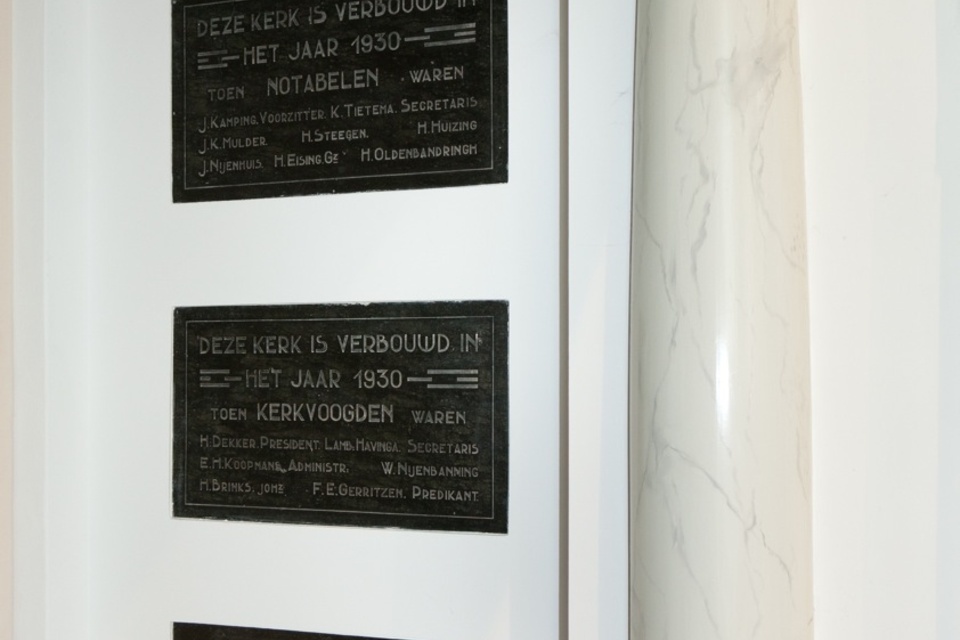 DEZE KERK IS VERBOUWD IN
HET JAAR 1930
TOEN NOTABELEN WAREN
J. KAMPING. VOORZITTER. K. TIETEMA. SECRETARIS
J.K. MULDER. H. STEEGEN. H. HUIZING
J. NIJENHUIS. H. EISING. GZ H. OLDENBANDRINGH
DEZE KERK IS VERBOUWD IN
HET JAAR 1930
TOEN KERKVOOGDEN WAREN
H. DEKKER. PRESIDENT. LAMB. HAVINGA. SECRETARIS
E.H. KOOPMANS. ADMINISTR. W. NIJENBANNING
H. BRINKS. F.E. GERRITZEN. PREDIKANT